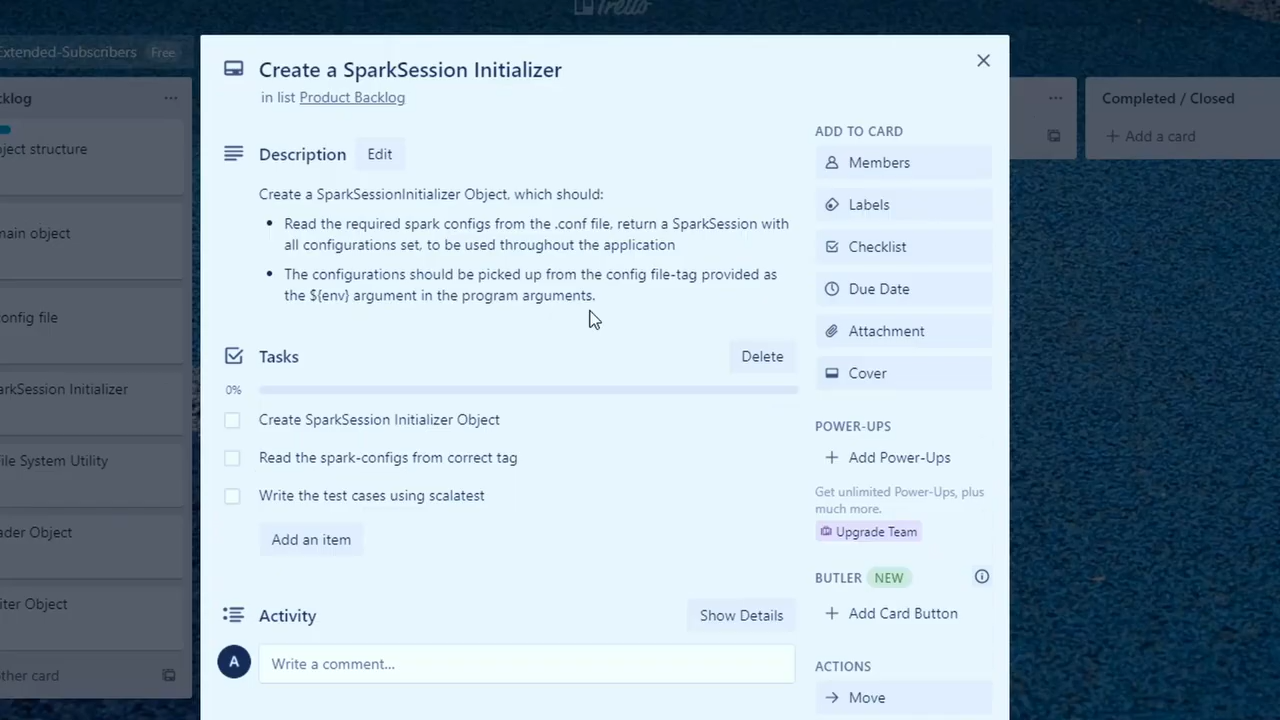 Trello
Extended-Subscribers Free
klog
ject structure
main object
onfig file
arkSession Initializer
File System Utility
ader Object
iter Object
other card
Create a SparkSession Initializer
in list Product Backlog
Description Edit
Create a SparkSessionInitializer Object, which should:
Read the required spark configs from the .conf file, return a SparkSession with
all configurations set, to be used throughout the application
The configurations should be picked up from the config file-tag provided as
the ${env} argument in the program arguments.
Tasks Delete
0%
Create SparkSession Initializer Object
Read the spark-configs from correct tag
Write the test cases using scalatest
Add an item
Activity Show Details
A Write a comment...
ADD TO CARD
Members
Labels
Checklist
Due Date
Attachment
Cover
POWER-UPS
+ Add Power-Ups
Get unlimited Power-Ups, plus
much more.
Upgrade Team
BUTLER NEW
+ Add Card Button
ACTIONS
→ Move
Completed / Closed
+ Add a card